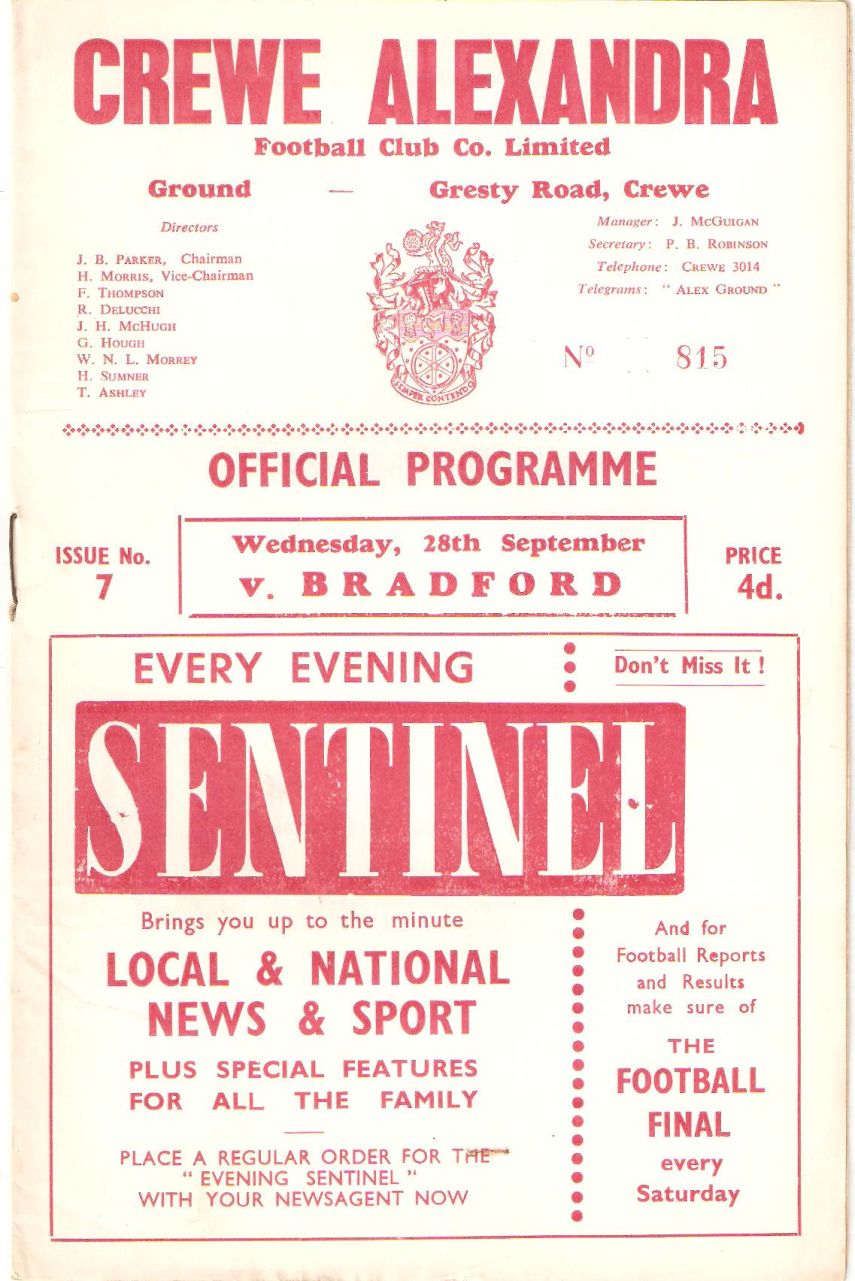 CREWE ALEXANDRA
Football Club Co. Limited
Ground — Gresty Road, Crewe
Directors
J. B. PARKER, Chairman
H. MORRIS, Vice-Chairman
F. THOMPSON
R. DELUCCHI
J. H. MCHUGH
G. HOUGH
W. N. L. MORREY
H. SUMNER
T. ASHLEY
SEMPER CONTENDO
Manager: J. MCGUIGAN
Secretary: P. B. ROBINSON
Telephone: CREWE 3014
Telegrams: "ALEX GROUND"
Nº 815
OFFICIAL PROGRAMME
ISSUE No.
7
Wednesday, 28th September
v. BRADFORD
PRICE
4d.
EVERY EVENING
Don't Miss It !
SENTINEL
Brings you up to the minute
LOCAL & NATIONAL
NEWS & SPORT
PLUS SPECIAL FEATURES
FOR ALL THE FAMILY
PLACE A REGULAR ORDER FOR THE
"EVENING SENTINEL"
WITH YOUR NEWSAGENT NOW
And for
Football Reports
and Results
make sure of
THE
FOOTBALL
FINAL
every
Saturday